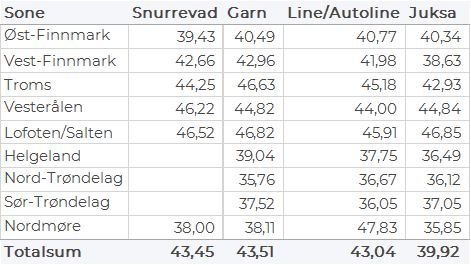 Sone Snurrevad Garn Line/Autoline Juksa
Øst-Finnmark 39,43 40,49 40,77 40,34
Vest-Finnmark 42,66 42,96 41,98 38,63
Troms 44,25 46,63 45,18 42,93
Vesterålen 46,22 44,82 44,00 44,84
Lofoten/Salten 46,52 46,82 45,91 46,85
Helgeland 39,04 37,75 36,49
Nord-Trøndelag 35,76 36,67 36,12
Sør-Trøndelag 37,52 36,05 37,05
Nordmøre 38,00 38,11 47,83 35,85
Totalsum 43,45 43,51 43,04 39,92